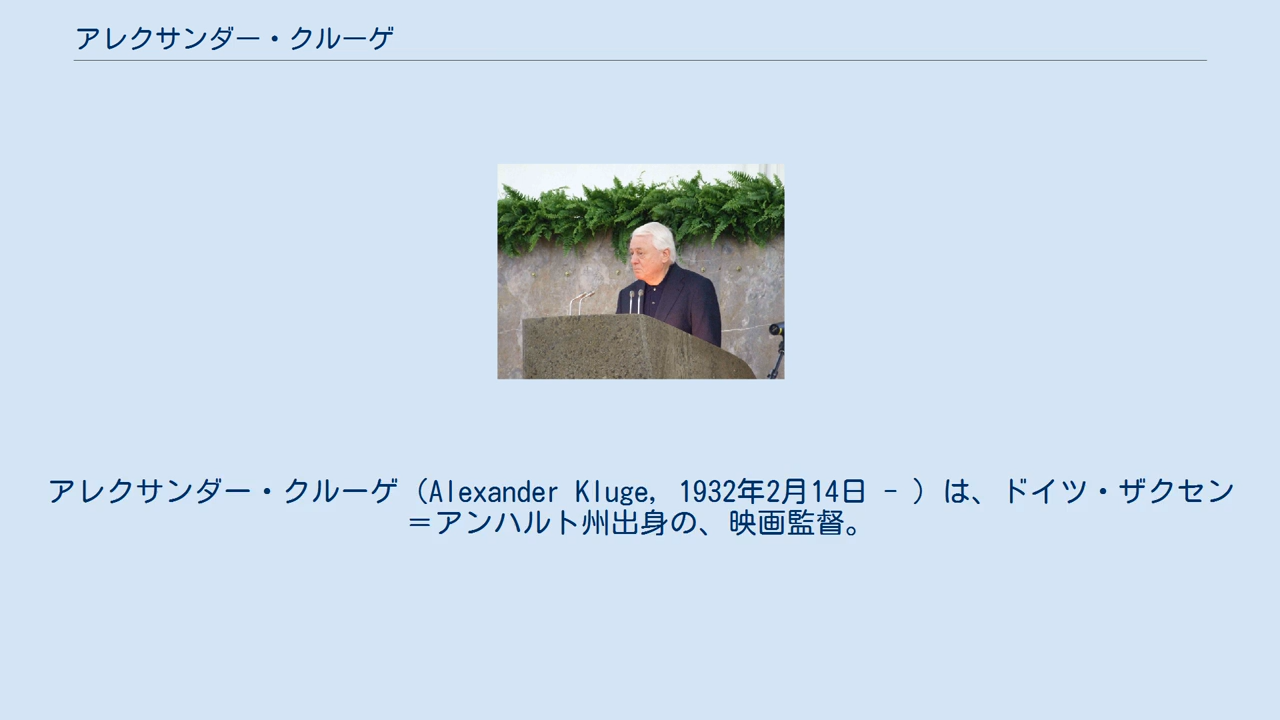 アレクサンダー・クルーゲ
アレクサンダー・クルーゲ（Alexander Kluge, 1932年2月14日 - ）は、ドイツ・ザクセン
＝アンハルト州出身の、映画監督。